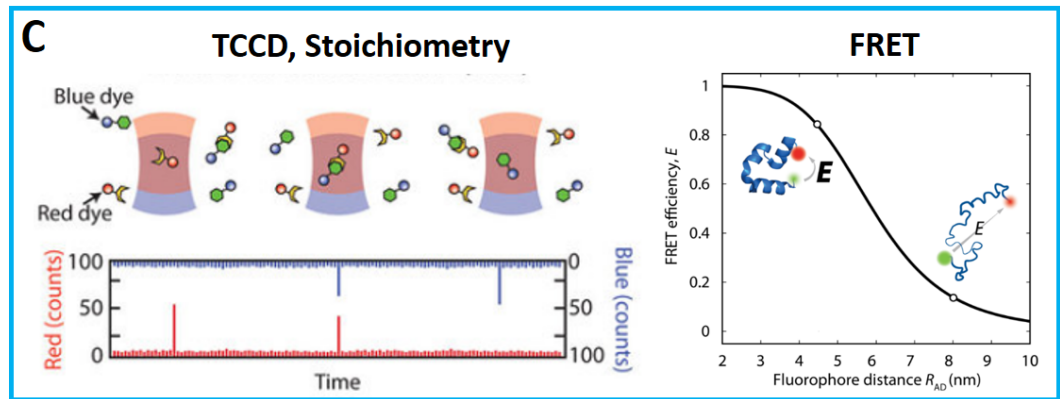 C
TCCD, Stoichiometry
Blue dye
Red dye
Red (counts)
100
50
0
0
50
100
Blue (counts)
Time
FRET
FRET efficiency, E
1
0.8
0.6
0.4
0.2
0
E
E
2 3 4 5 6 7 8 9 10
Fluorophore distance R_AD (nm)